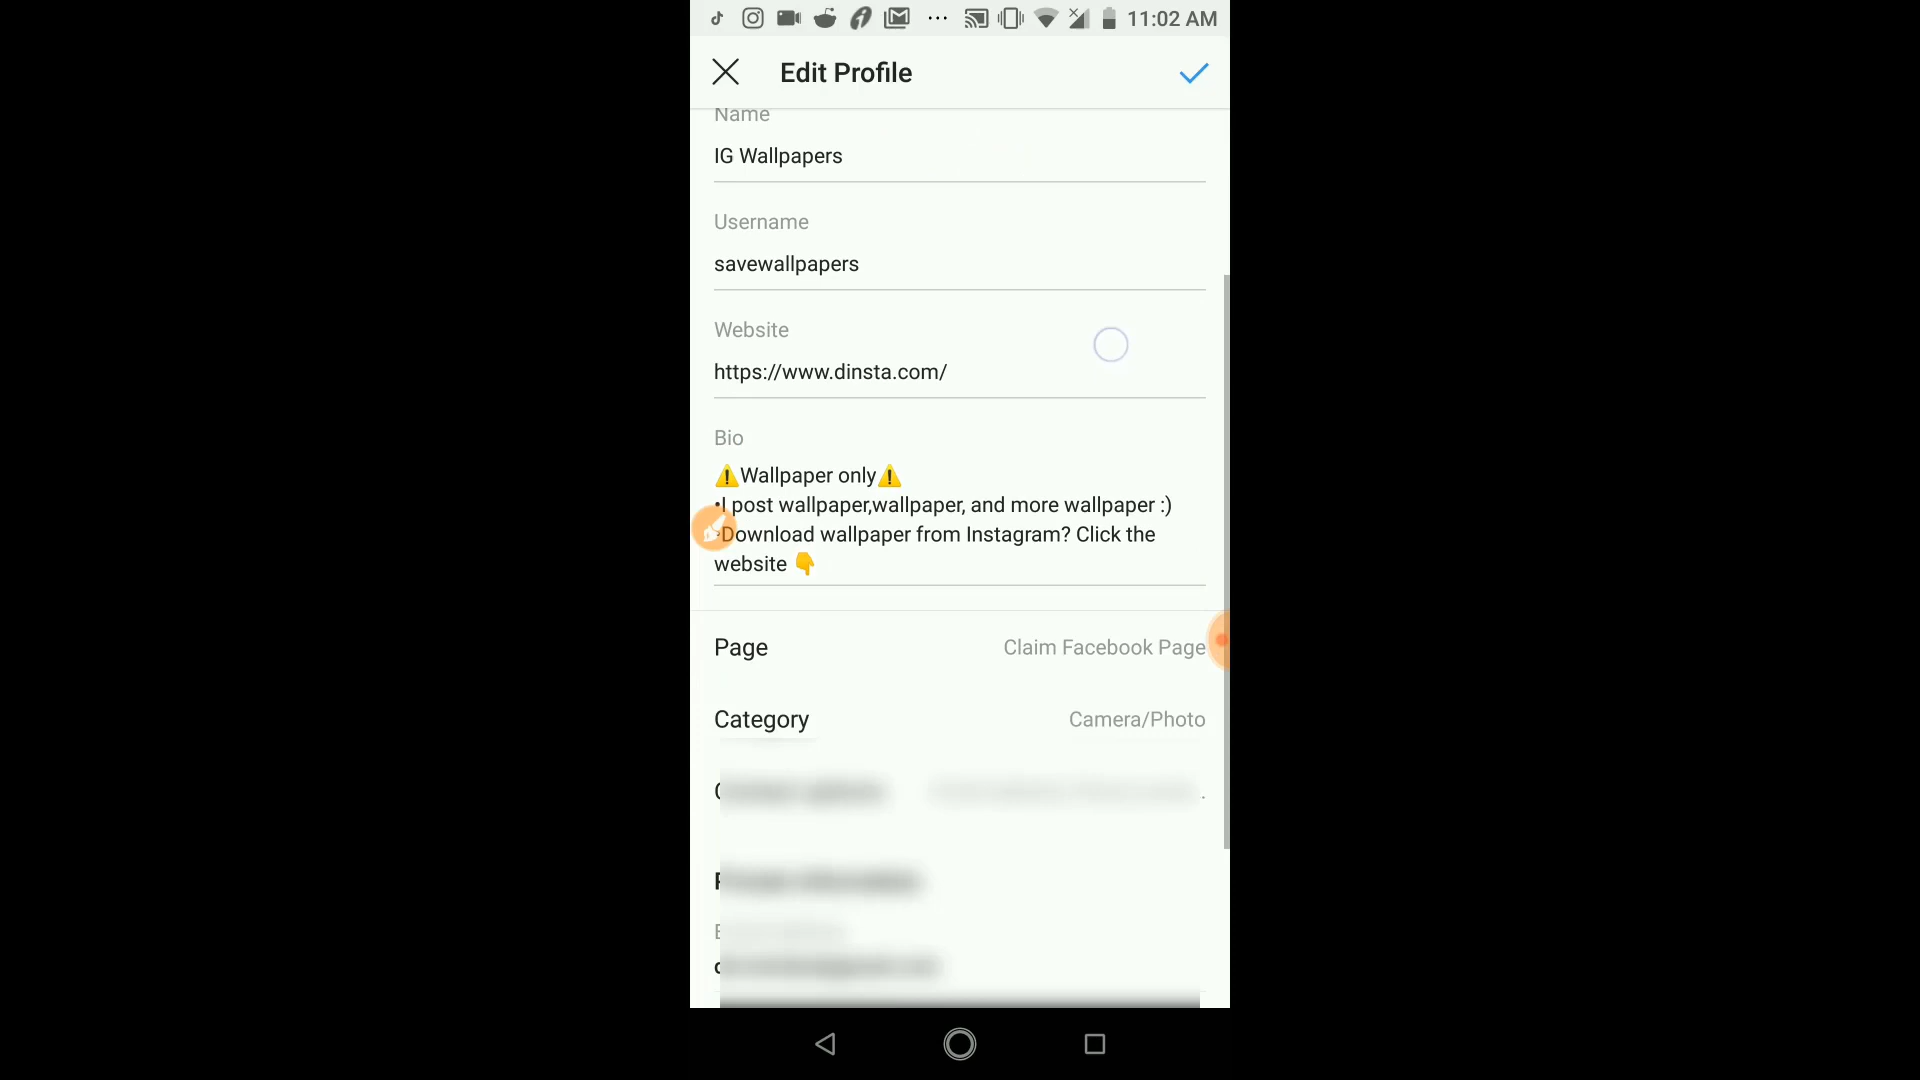 11:02 AM
Edit Profile
Name
IG Wallpapers
Username
savewallpapers
Website
https://www.dinsta.com/
Bio
⚠️Wallpaper only⚠️
•I post wallpaper,wallpaper, and more wallpaper :)
•Download wallpaper from Instagram? Click the
website 👇
Page Claim Facebook Page
Category Camera/Photo